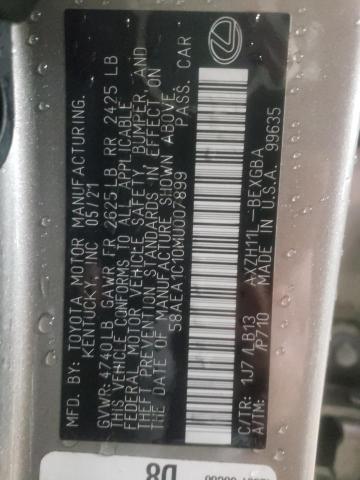 MFD. BY: TOYOTA MOTOR MANUFACTURING,
KENTUCKY, INC 05/21
GVWR: 4740LB GAWR FR 2625LB RR 2425 LB
THIS VEHICLE CONFORMS TO ALL APPLICABLE
FEDERAL MOTOR VEHICLE SAFETY, BUMPER, AND
THEFT PREVENTION STANDARDS IN EFFECT ON
THE DATE OF MANUFACTURE SHOWN ABOVE.
58AEA1C10MU007899 PASS. CAR
C/TR: 1J7 /LB13 AXZH11L-BEXGBA
A/TM: /P710 MADE IN U.S.A. 99635
D8